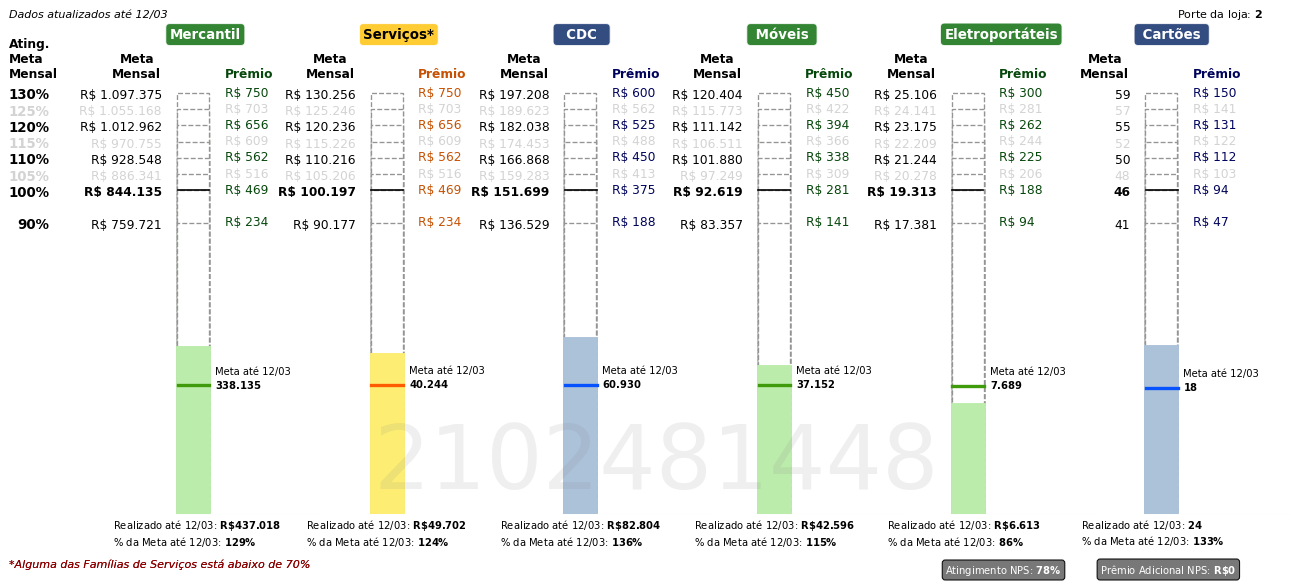 Dados atualizados até 12/03 Porte da loja: 2
Mercantil Serviços* CDC Móveis Eletroportáteis Cartões
Ating. Meta Mensal Meta Mensal Prêmio Meta Mensal Prêmio Meta Mensal Prêmio Meta Mensal Prêmio Meta Mensal Prêmio Meta Mensal Prêmio
130% R$ 1.097.375 R$ 750 R$ 130.256 R$ 750 R$ 197.208 R$ 600 R$ 120.404 R$ 450 R$ 25.106 R$ 300 59 R$ 150
125% R$ 1.055.168 R$ 703 R$ 125.246 R$ 703 R$ 189.623 R$ 562 R$ 115.773 R$ 422 R$ 24.141 R$ 281 57 R$ 141
120% R$ 1.012.962 R$ 656 R$ 120.236 R$ 656 R$ 182.038 R$ 525 R$ 111.142 R$ 394 R$ 23.175 R$ 262 55 R$ 131
115% R$ 970.755 R$ 609 R$ 115.226 R$ 609 R$ 174.453 R$ 488 R$ 106.511 R$ 366 R$ 22.209 R$ 244 52 R$ 122
110% R$ 928.548 R$ 562 R$ 110.216 R$ 562 R$ 166.868 R$ 450 R$ 101.880 R$ 338 R$ 21.244 R$ 225 50 R$ 112
105% R$ 886.341 R$ 516 R$ 105.206 R$ 516 R$ 159.283 R$ 413 R$ 97.249 R$ 309 R$ 20.278 R$ 206 48 R$ 103
100% R$ 844.135 R$ 469 R$ 100.197 R$ 469 R$ 151.699 R$ 375 R$ 92.619 R$ 281 R$ 19.313 R$ 188 46 R$ 94
90% R$ 759.721 R$ 234 R$ 90.177 R$ 234 R$ 136.529 R$ 188 R$ 83.357 R$ 141 R$ 17.381 R$ 94 41 R$ 47
Meta até 12/03 Meta até 12/03 Meta até 12/03 Meta até 12/03 Meta até 12/03 Meta até 12/03
338.135 40.244 60.930 37.152 7.689 18
2102481448
Realizado até 12/03: R$437.018 Realizado até 12/03: R$49.702 Realizado até 12/03: R$82.804 Realizado até 12/03: R$42.596 Realizado até 12/03: R$6.613 Realizado até 12/03: 24
% da Meta até 12/03: 129% % da Meta até 12/03: 124% % da Meta até 12/03: 136% % da Meta até 12/03: 115% % da Meta até 12/03: 86% % da Meta até 12/03: 133%
*Alguma das Famílias de Serviços está abaixo de 70% Atingimento NPS: 78% Prêmio Adicional NPS: R$0